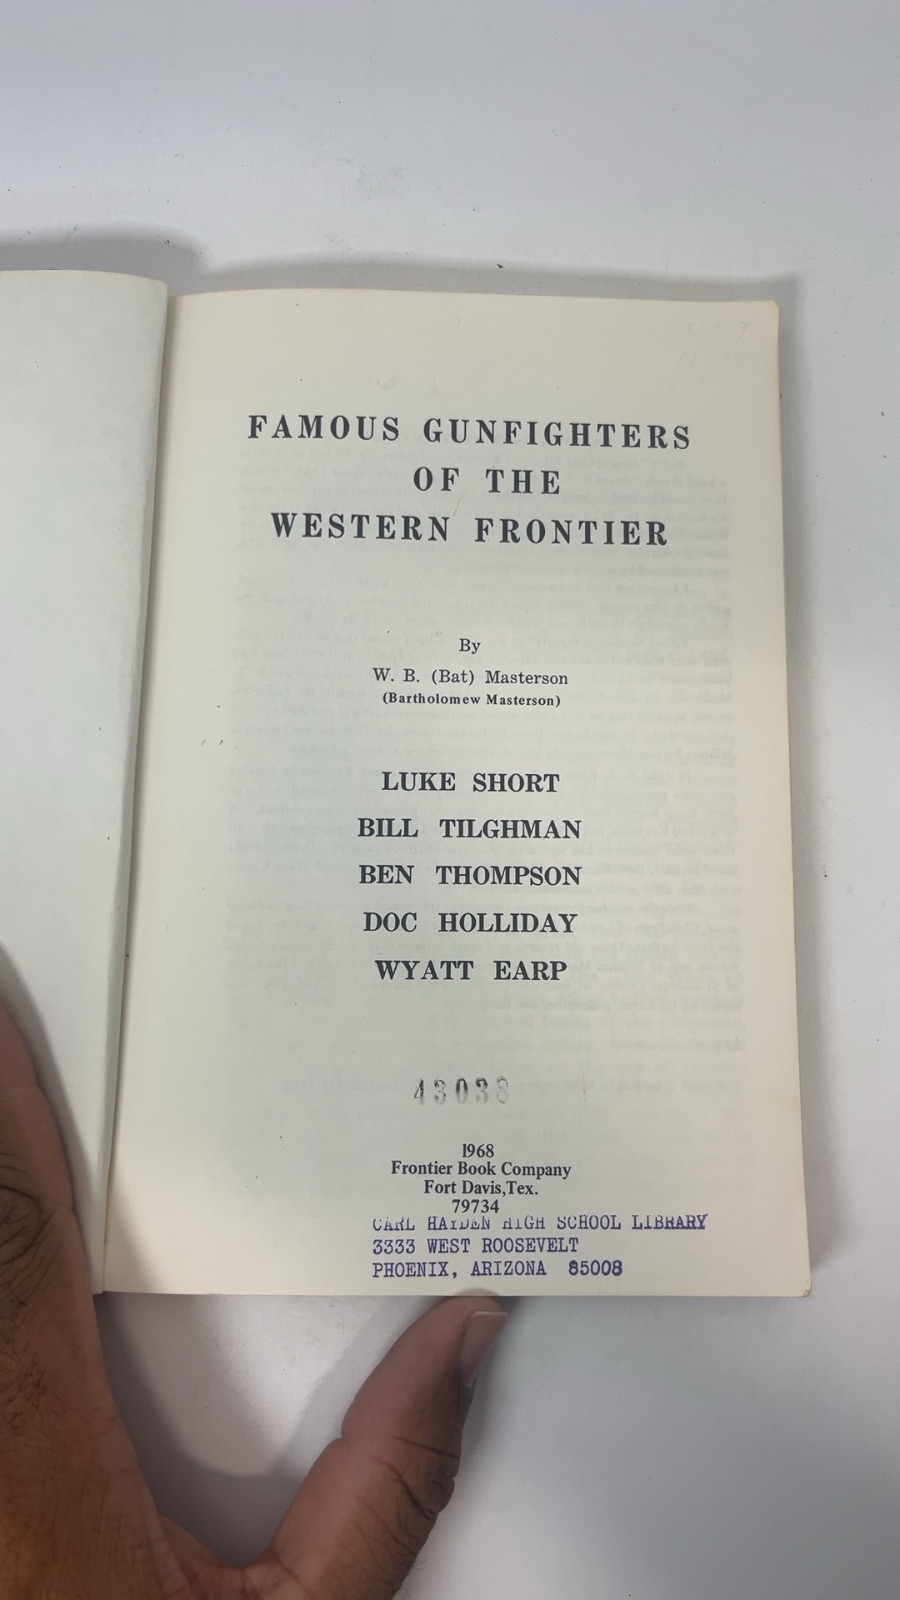 FAMOUS GUNFIGHTERS
OF THE
WESTERN FRONTIER
By
W. B. (Bat) Masterson
(Bartholomew Masterson)
LUKE SHORT
BILL TILGHMAN
BEN THOMPSON
DOC HOLLIDAY
WYATT EARP
43038
1968
Frontier Book Company
Fort Davis,Tex.
79734
CARL HAYDEN HIGH SCHOOL LIBRARY
3333 WEST ROOSEVELT
PHOENIX, ARIZONA 85008